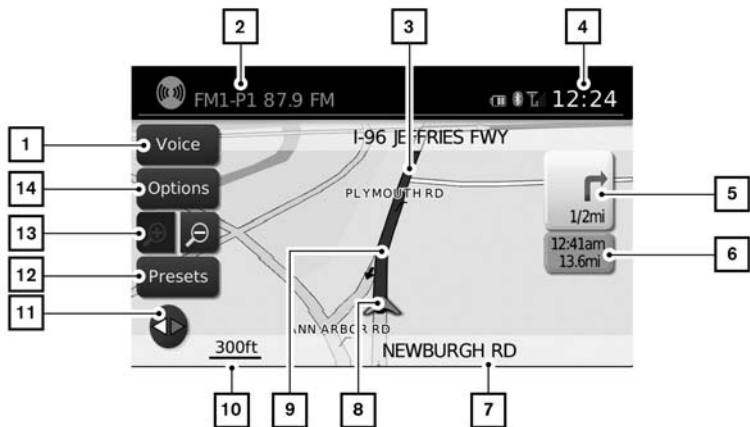 2
3
4
FM1-P1 87.9 FM
12:24
1
Voice
I-96 JEFFRIES FWY
14
Options
PLYMOUTH RD
1/2mi
5
13
12:41am
13.6mi
6
12
Presets
11
ANN ARBOR RD
300ft
NEWBURGH RD
10
9
8
7